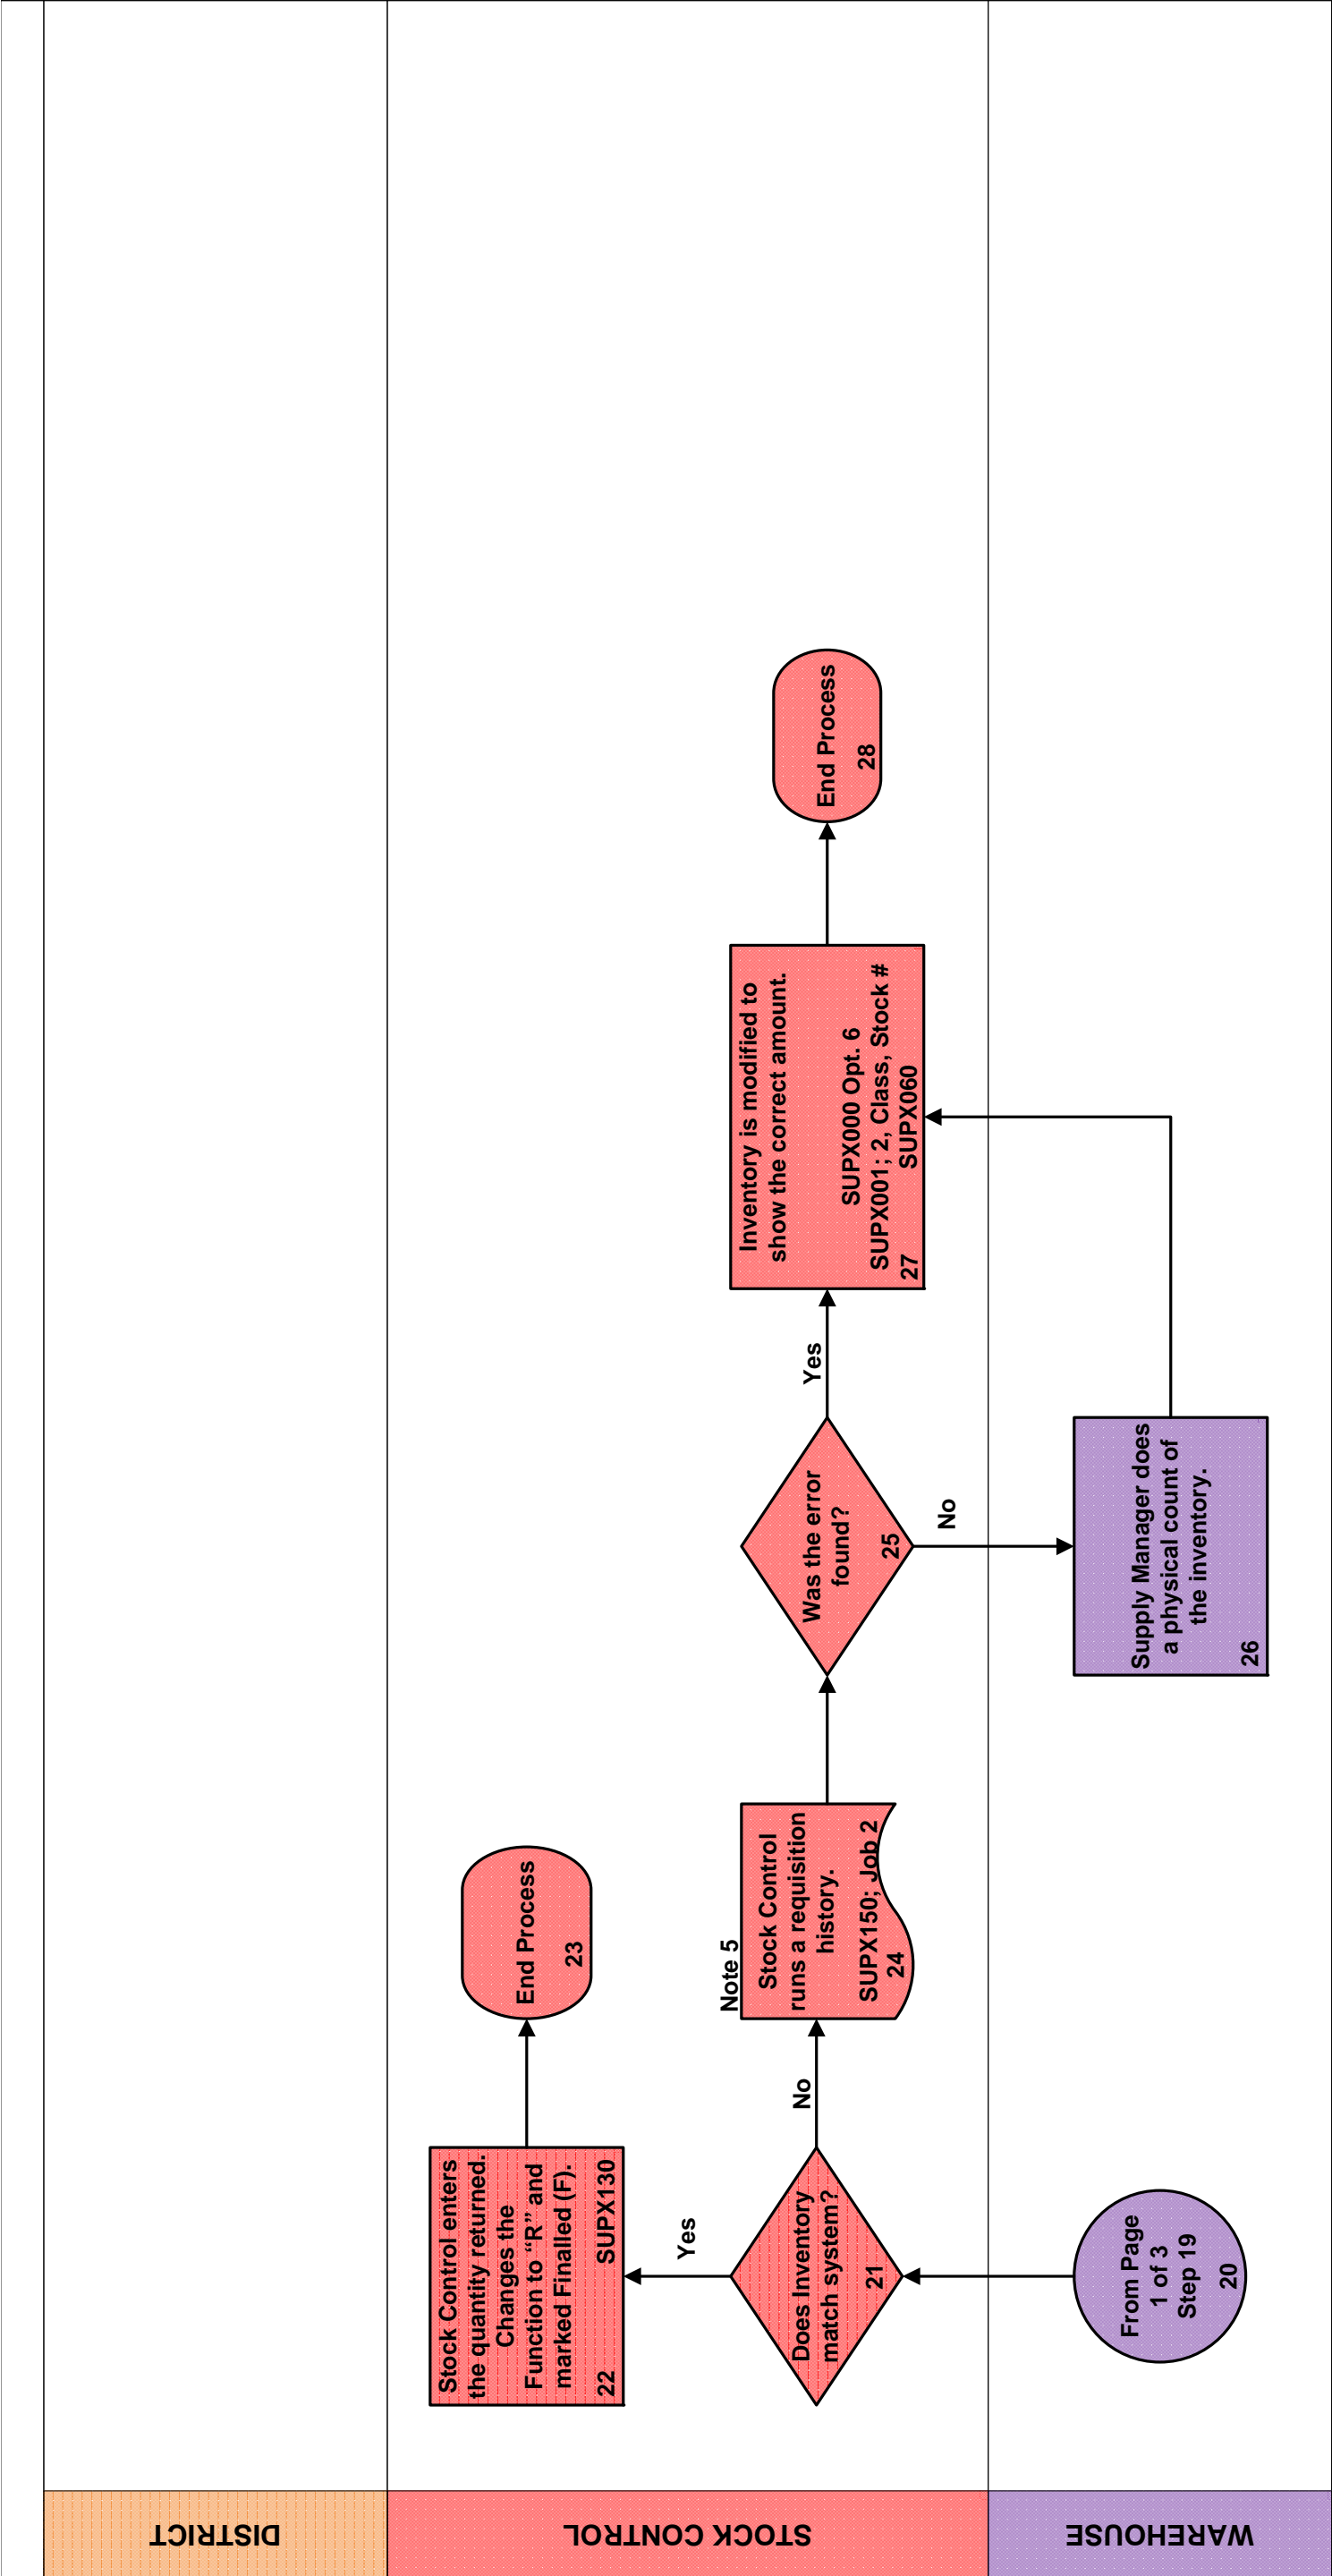 DISTRICT
STOCK CONTROL
WAREHOUSE
From Page
1 of 3
Step 19
20
Does Inventory
match system?
21
Yes
No
Stock Control enters
the quantity returned.
Changes the
Function to “R” and
marked Finalled (F).
22 SUPX130
End Process
23
Note 5
Stock Control
runs a requisition
history.
SUPX150; Job 2
24
Was the error
found?
25
Yes
No
Supply Manager does
a physical count of
the inventory.
26
Inventory is modified to
show the correct amount.
SUPX000 Opt. 6
SUPX001; 2, Class, Stock #
27 SUPX060
End Process
28